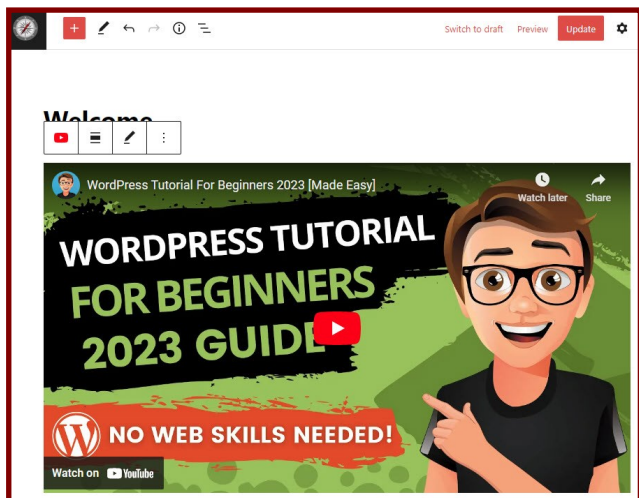 Switch to draft Preview Update
Welcome
WordPress Tutorial For Beginners 2023 [Made Easy]
Watch later Share
WORDPRESS TUTORIAL
FOR BEGINNERS
2023 GUIDE
NO WEB SKILLS NEEDED!
Watch on YouTube